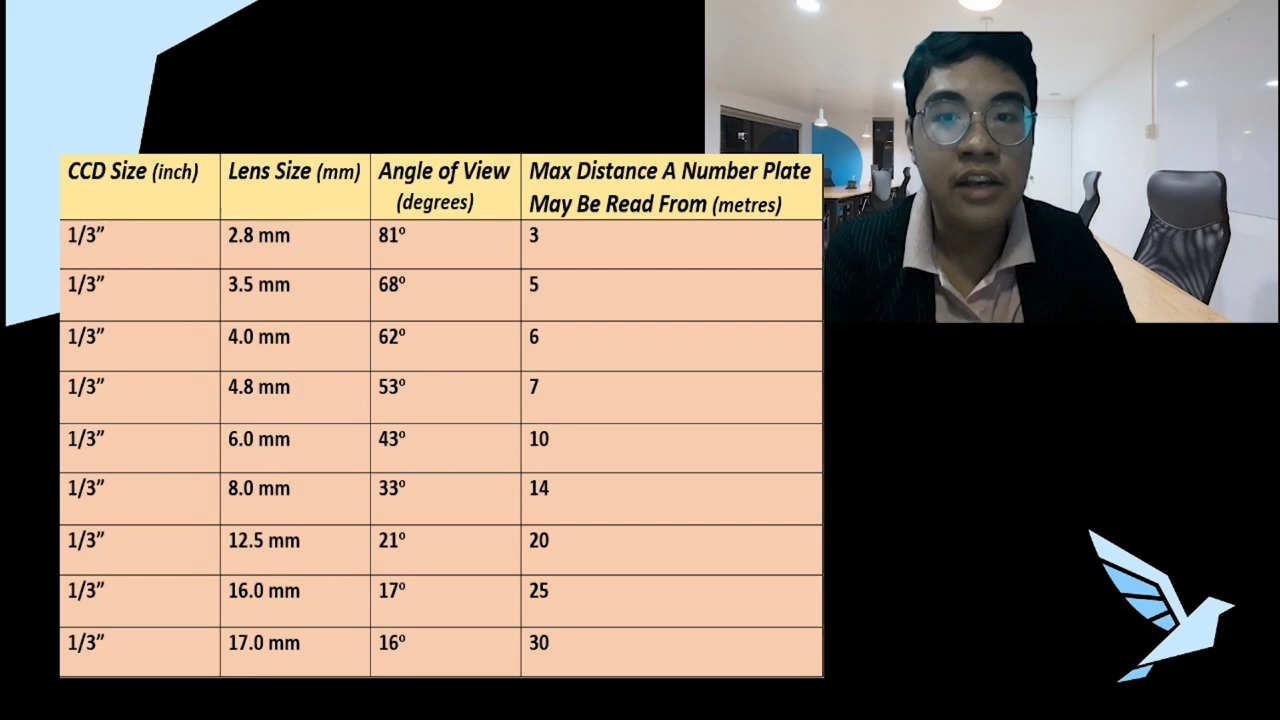 CCD Size (inch) Lens Size (mm) Angle of View (degrees) Max Distance A Number Plate May Be Read From (metres)
1/3” 2.8 mm 81º 3
1/3” 3.5 mm 68º 5
1/3” 4.0 mm 62º 6
1/3” 4.8 mm 53º 7
1/3” 6.0 mm 43º 10
1/3” 8.0 mm 33º 14
1/3” 12.5 mm 21º 20
1/3” 16.0 mm 17º 25
1/3” 17.0 mm 16º 30